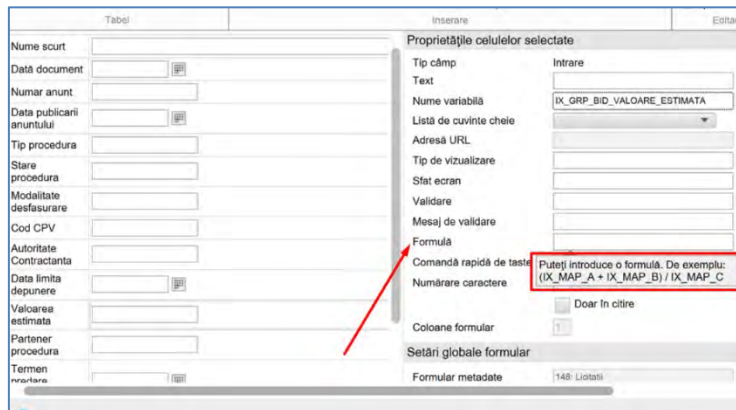 Tabel
Inserare
Edita
Nume scurt
Dată document
Numar anunt
Data publicarii
anuntului
Tip procedura
Stare
procedura
Modalitate
desfasurare
Cod CPV
Autoritate
Contractanta
Data limita
depunere
Valoarea
estimata
Partener
procedura
Termen
predare
Proprietăţile celulelor selectate
Tip câmp
Intrare
Text
Nume variabilă
IX_GRP_BID_VALOARE_ESTIMATA
Listă de cuvinte cheie
Adresă URL
Tip de vizualizare
Sfat ecran
Validare
Mesaj de validare
Formulă
Comandă rapidă de taste
Puteţi introduce o formulă. De exemplu:
(IX_MAP_A + IX_MAP_B) / IX_MAP_C
Numărare caractere
Doar în citire
Coloane formular
1
Setări globale formular
Formular metadate
148: Licitatii